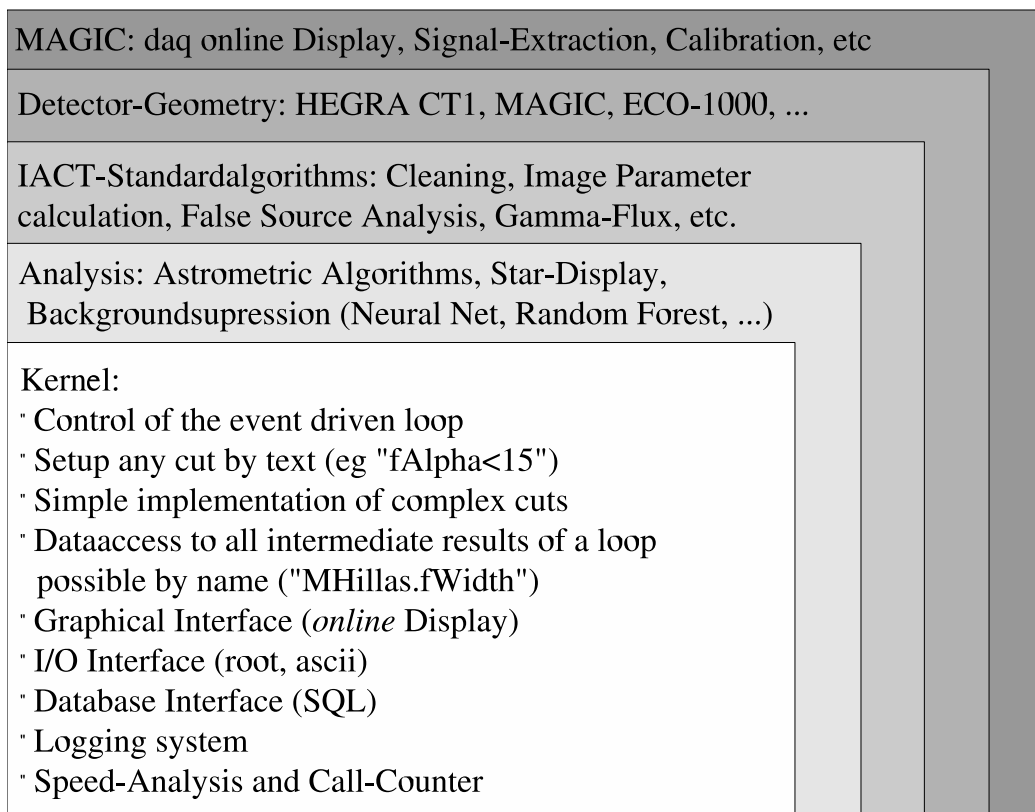 MAGIC: daq online Display, Signal-Extraction, Calibration, etc
Detector-Geometry: HEGRA CT1, MAGIC, ECO-1000, ...
IACT-Standardalgorithms: Cleaning, Image Parameter
calculation, False Source Analysis, Gamma-Flux, etc.
Analysis: Astrometric Algorithms, Star-Display,
Backgroundsupression (Neural Net, Random Forest, ...)
Kernel:
" Control of the event driven loop
" Setup any cut by text (eg "fAlpha<15")
" Simple implementation of complex cuts
" Dataaccess to all intermediate results of a loop
possible by name ("MHillas.fWidth")
" Graphical Interface (online Display)
" I/O Interface (root, ascii)
" Database Interface (SQL)
" Logging system
" Speed-Analysis and Call-Counter